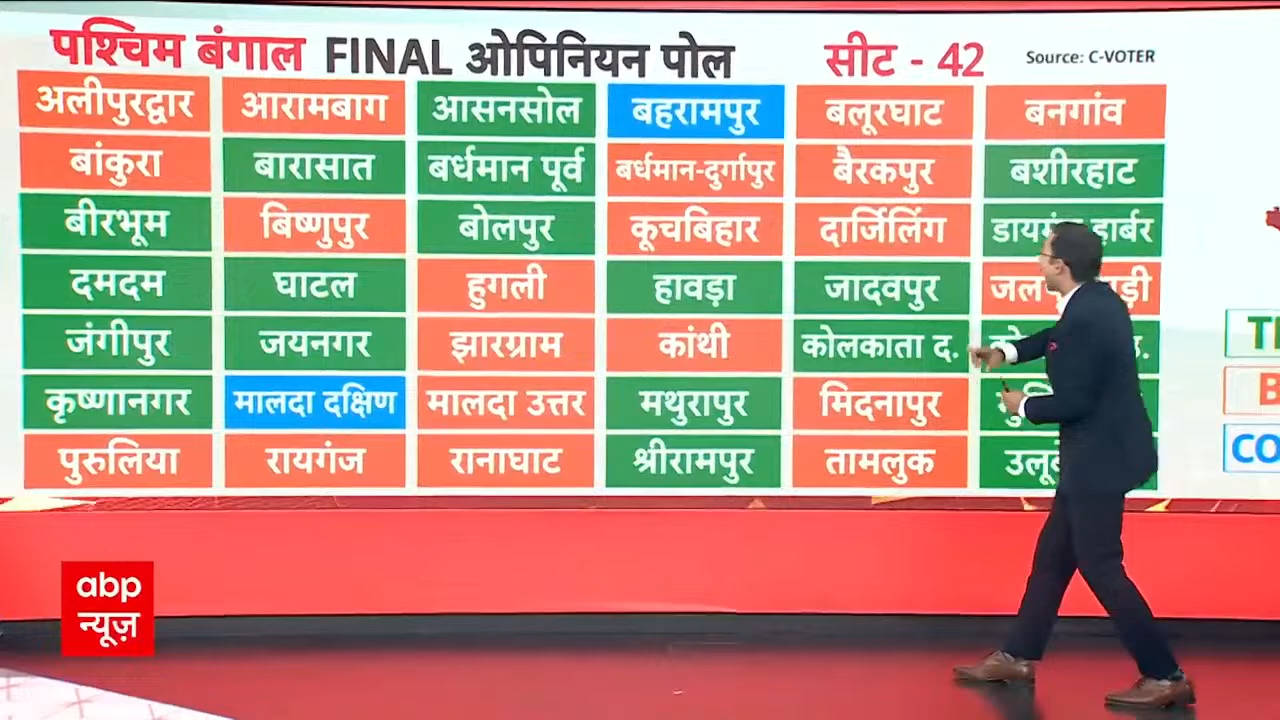 पश्चिम बंगाल FINAL ओपिनियन पोल सीट - 42 Source: C-VOTER
अलीपुरद्वार आरामबाग आसनसोल बहरामपुर बलूरघाट बनगांव
बांकुरा बारासात बर्धमान पूर्व बर्धमान-दुर्गापुर बैरकपुर बशीरहाट
बीरभूम बिष्णुपुर बोलपुर कूचबिहार दार्जिलिंग
दमदम घाटल हुगली हावड़ा जादवपुर
जंगीपुर जयनगर झारग्राम कांथी कोलकाता द.
कृष्णानगर मालदा दक्षिण मालदा उत्तर मथुरापुर मिदनापुर
पुरुलिया रायगंज रानाघाट श्रीरामपुर तामलुक
abp
न्यूज़